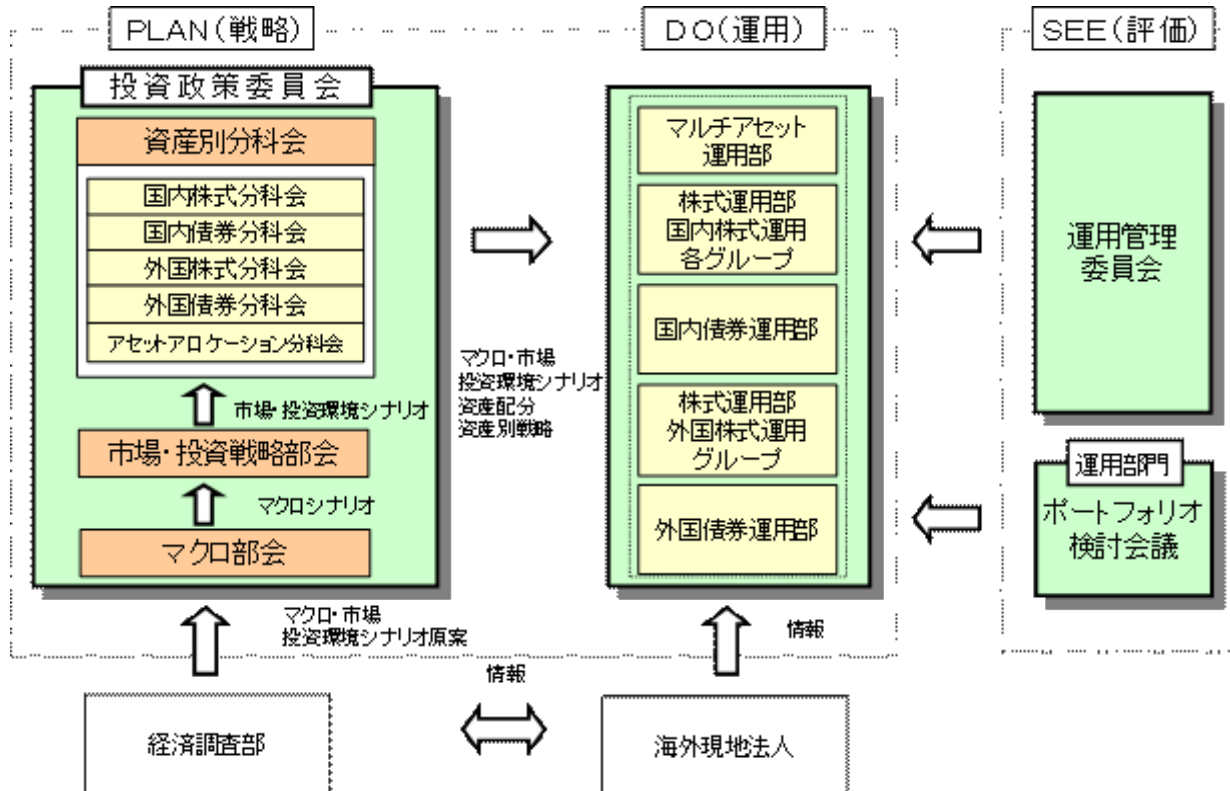 PLAN(戦略)
投資政策委員会
資産別分科会
国内株式分科会
国内債券分科会
外国株式分科会
外国債券分科会
アセットアロケーション分科会
市場・投資環境シナリオ
市場・投資戦略部会
マクロシナリオ
マクロ部会
マクロ・市場
投資環境シナリオ原案
経済調査部
マクロ・市場
投資環境シナリオ
資産配分
資産別戦略
情報
DO(運用)
マルチアセット
運用部
株式運用部
国内株式運用
各グループ
国内債券運用部
株式運用部
外国株式運用
グループ
外国債券運用部
情報
海外現地法人
SEE(評価)
運用管理
委員会
運用部門
ポートフォリオ
検討会議